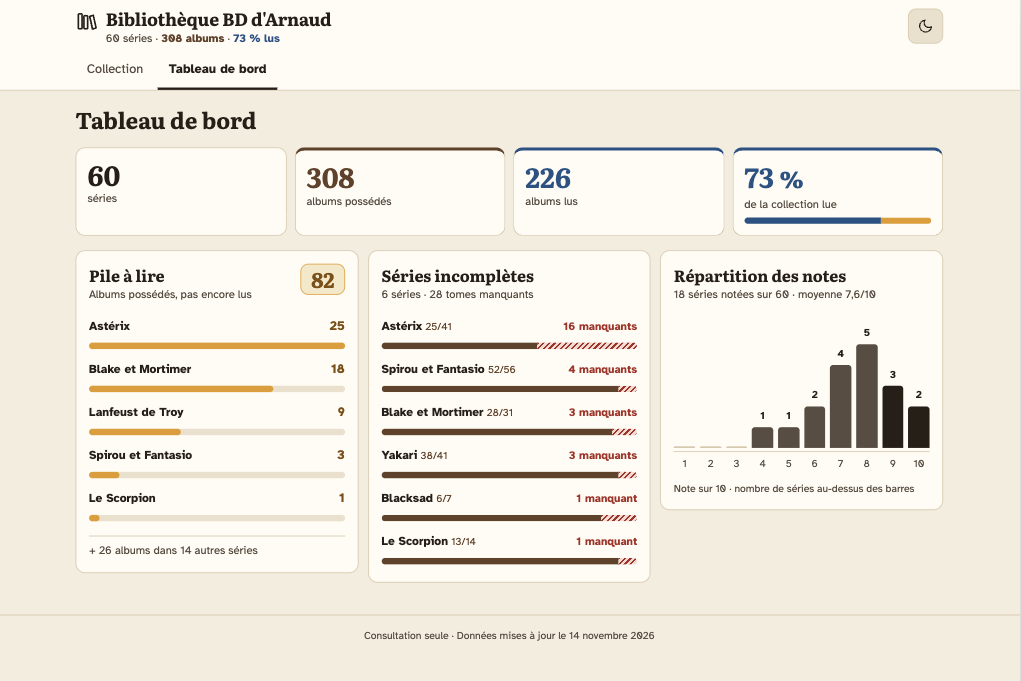 Bibliothèque BD d'Arnaud
60 séries · 308 albums · 73 % lus
Collection
Tableau de bord
Tableau de bord
60
séries
308
albums possédés
226
albums lus
73 %
de la collection lue
Pile à lire
82
Albums possédés, pas encore lus
Astérix 25
Blake et Mortimer 18
Lanfeust de Troy 9
Spirou et Fantasio 3
Le Scorpion 1
+ 26 albums dans 14 autres séries
Séries incomplètes
6 séries · 28 tomes manquants
Astérix 25/41 16 manquants
Spirou et Fantasio 52/56 4 manquants
Blake et Mortimer 28/31 3 manquants
Yakari 38/41 3 manquants
Blacksad 6/7 1 manquant
Le Scorpion 13/14 1 manquant
Répartition des notes
18 séries notées sur 60 · moyenne 7,6/10
1 1 2 4 5 3 2
1 2 3 4 5 6 7 8 9 10
Note sur 10 · nombre de séries au-dessus des barres
Consultation seule · Données mises à jour le 14 novembre 2026